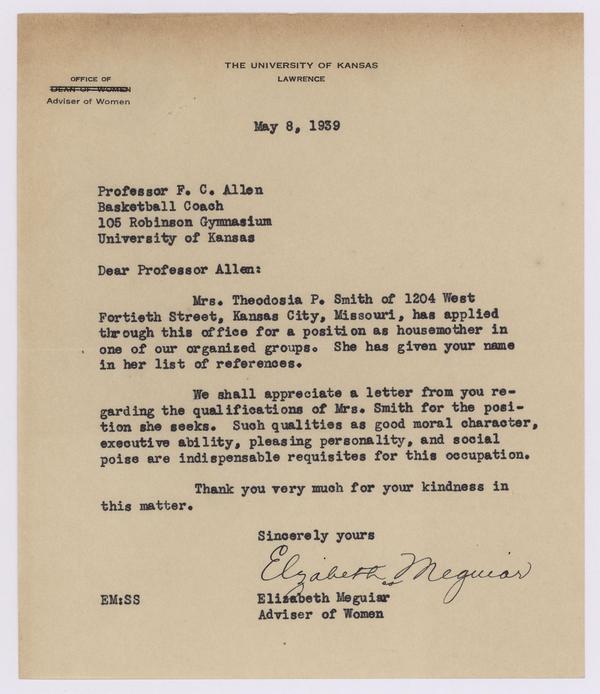 THE UNIVERSITY OF KANSAS
LAWRENCE
OFFICE OF
DEAN OF WOMEN
Adviser of Women
May 8, 1939
Professor F. C. Allen
Basketball Coach
105 Robinson Gymnasium
University of Kansas
Dear Professor Allen:
Mrs. Theodosia P. Smith of 1204 West
Fortieth Street, Kansas City, Missouri, has applied
through this office for a position as housemother in
one of our organized groups. She has given your name
in her list of references.
We shall appreciate a letter from you re-
garding the qualifications of Mrs. Smith for the posi-
tion she seeks. Such qualities as good moral character,
executive ability, pleasing personality, and social
poise are indispensable requisites for this occupation.
Thank you very much for your kindness in
this matter.
Sincerely yours
Elizabeth Meguiar
EM:SS
Elizabeth Meguiar
Adviser of Women